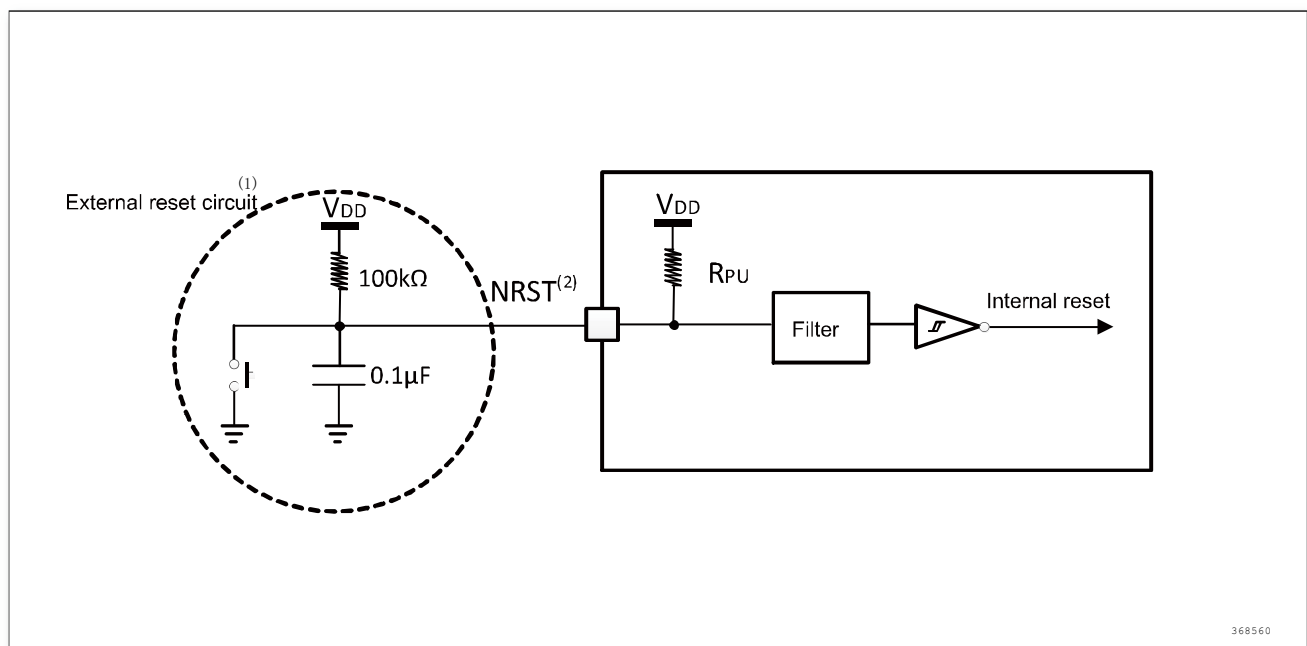 External reset circuit(1)
VDD
100kΩ
0.1µF
NRST(2)
VDD
RPU
Filter
Internal reset
368560